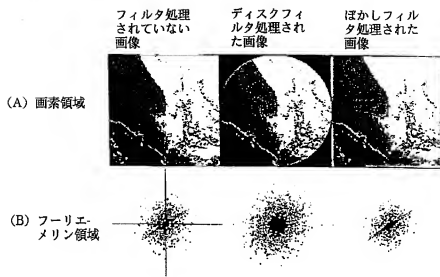 フィルタ処理
されていない
画像
ディスクフィ
ルタ処理され
た画像
ぼかしフィル
タ処理された
画像
(A) 画素領域
(B) フーリエ-
メリン領域